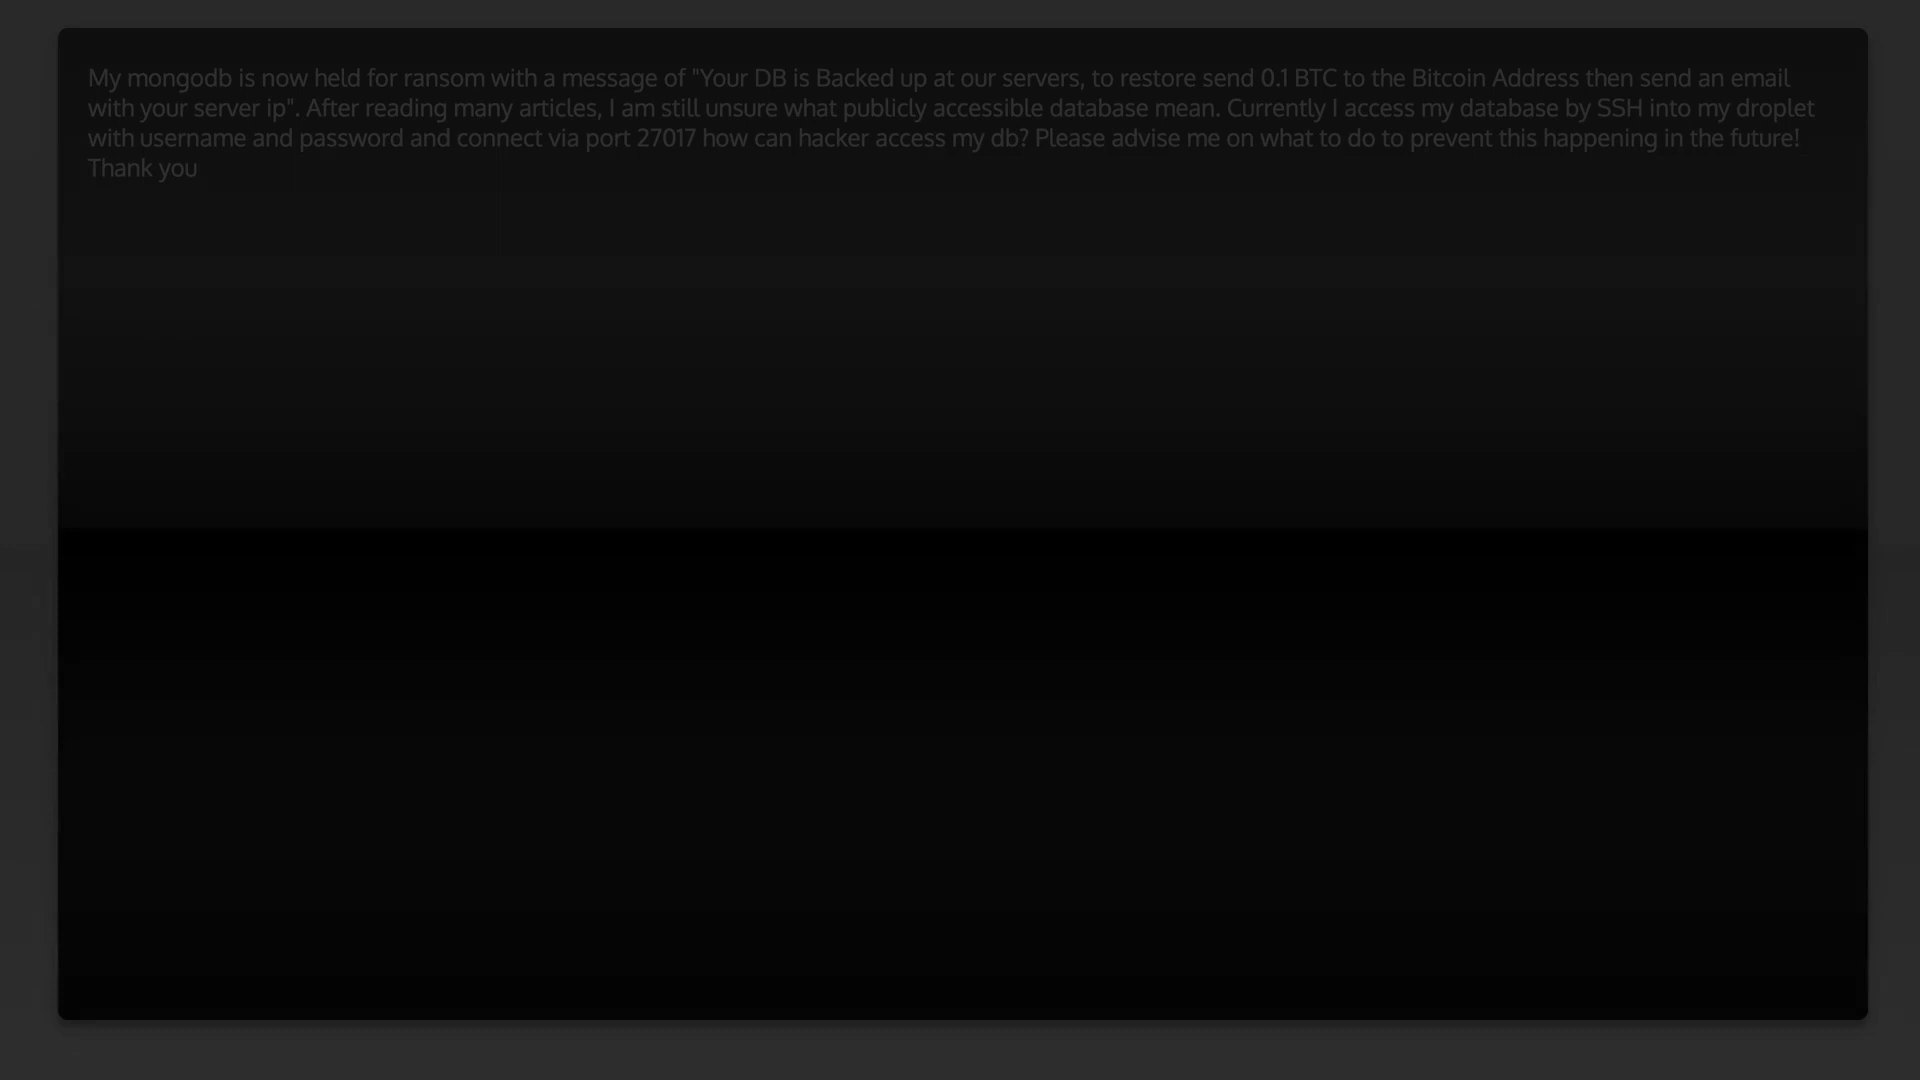 My mongodb is now held for ransom with a message of "Your DB is Backed up at our servers, to restore send 0.1 BTC to the Bitcoin Address then send an email
with your server ip". After reading many articles, I am still unsure what publicly accessible database mean. Currently I access my database by SSH into my droplet
with username and password and connect via port 27017 how can hacker access my db? Please advise me on what to do to prevent this happening in the future!
Thank you